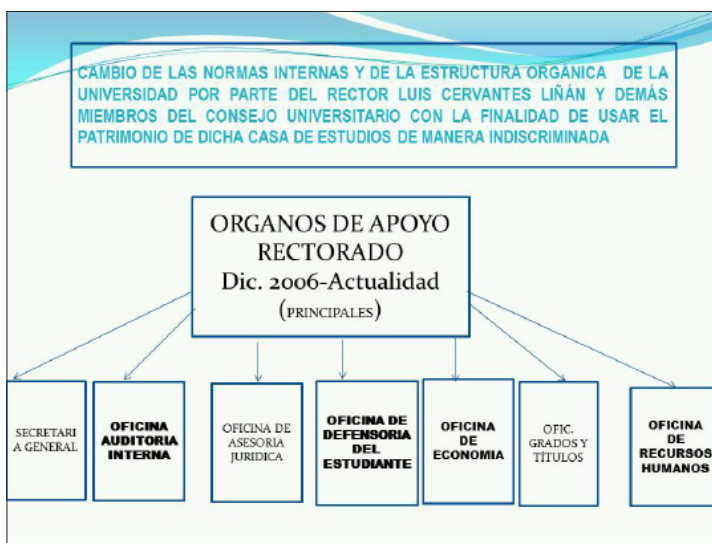 CAMBIO DE LAS NORMAS INTERNAS Y DE LA ESTRUCTURA ORGÁNICA DE LA
UNIVERSIDAD POR PARTE DEL RECTOR LUIS CERVANTES LIÑÁN Y DEMÁS
MIEMBROS DEL CONSEJO UNIVERSITARIO CON LA FINALIDAD DE USAR EL
PATRIMONIO DE DICHA CASA DE ESTUDIOS DE MANERA INDISCRIMINADA
ORGANOS DE APOYO
RECTORADO
Dic. 2006-Actualidad
(PRINCIPALES)
SECRETARI
A GENERAL
OFICINA
AUDITORIA
INTERNA
OFICINA DE
ASESORIA
JURIDICA
OFICINA DE
DEFENSORIA
DEL
ESTUDIANTE
OFICINA
DE
ECONOMIA
OFIC.
GRADOS Y
TÍTULOS
OFICINA
DE
RECURSOS
HUMANOS